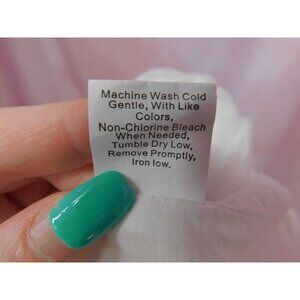 Machine Wash Cold
Gentle, With Like
Colors,
Non-Chlorine Bleach
When Needed,
Tumble Dry Low,
Remove Promptly,
Iron low.